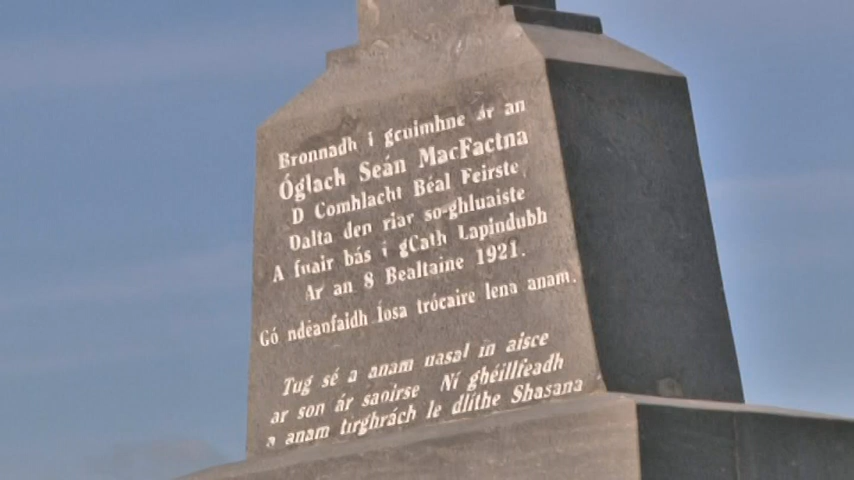 Bronnadh i gcuimhne ár an
Óglach Seán MacFactna
D Comhlacht Béal Feirste
Dalta den riar so-ghluaiste
A fuair bás i gCath Lapindubh
Ar an 8 Bealtaine 1921.
Gó ndéanfaidh Íosa trócaire lena anam.
Tug sé a anam uasal in aisce
ar son ár saoirse Ní ghéillfeadh
a anam tírghrách le dlíthe Shasana